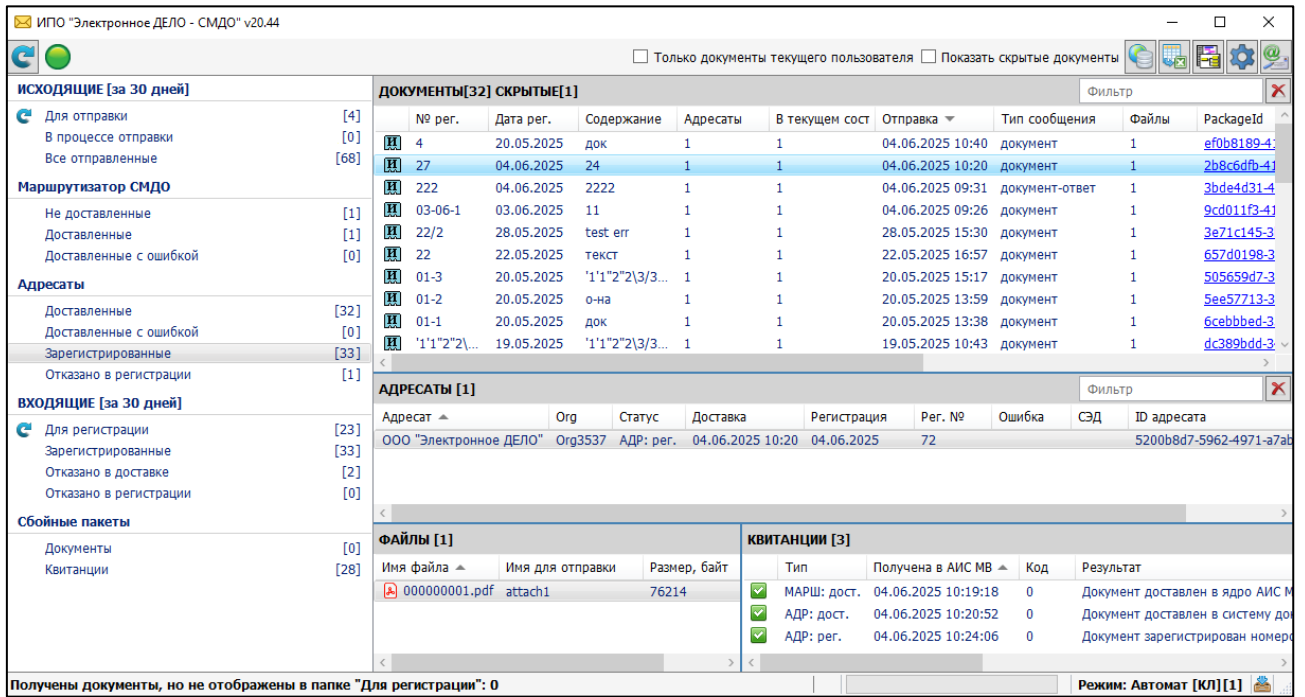 ИПО "Электронное ДЕЛО - СМДО" v20.44
Только документы текущего пользователя Показать скрытые документы
ИСХОДЯЩИЕ [за 30 дней]
Для отправки [4]
В процессе отправки [0]
Все отправленные [68]
Маршрутизатор СМДО
Не доставленные [1]
Доставленные [1]
Доставленные с ошибкой [0]
Адресаты
Доставленные [32]
Доставленные с ошибкой [0]
Зарегистрированные [33]
Отказано в регистрации [1]
ВХОДЯЩИЕ [за 30 дней]
Для регистрации [23]
Зарегистрированные [33]
Отказано в доставке [2]
Отказано в регистрации [0]
Сбойные пакеты
Документы [0]
Квитанции [28]
ДОКУМЕНТЫ[32] СКРЫТЫЕ[1] Фильтр
№ рег. Дата рег. Содержание Адресаты В текущем сост Отправка Тип сообщения Файлы PackageId
И 4 20.05.2025 док 1 1 04.06.2025 10:40 документ 1 ef0b8189-41
И 27 04.06.2025 24 1 1 04.06.2025 10:20 документ 1 2b8c6dfb-41
И 222 04.06.2025 2222 1 1 04.06.2025 09:31 документ-ответ 1 3bde4d31-4
И 03-06-1 03.06.2025 11 1 1 04.06.2025 09:26 документ 1 9cd011f3-41
И 22/2 28.05.2025 test err 1 1 28.05.2025 15:30 документ 1 3e71c145-3
И 22 22.05.2025 текст 1 1 22.05.2025 16:57 документ 1 657d0198-3
И 01-3 20.05.2025 '1'1"2"2\3/3... 1 1 20.05.2025 15:17 документ 1 505659d7-3
И 01-2 20.05.2025 о-на 1 1 20.05.2025 13:59 документ 1 5ee57713-3
И 01-1 20.05.2025 док 1 1 20.05.2025 13:38 документ 1 6cebbbed-3
И '1'1"2"2\... 19.05.2025 '1'1"2"2\3/3... 1 1 19.05.2025 10:43 документ 1 dc389bdd-3
АДРЕСАТЫ [1] Фильтр
Адресат Org Статус Доставка Регистрация Рег. № Ошибка СЭД ID адресата
ООО "Электронное ДЕЛО" Org3537 АДР: рег. 04.06.2025 10:20 04.06.2025 72 5200b8d7-5962-4971-a7ab
ФАЙЛЫ [1]
Имя файла Имя для отправки Размер, байт
000000001.pdf attach1 76214
КВИТАНЦИИ [3]
Тип Получена в АИС МВ Код Результат
МАРШ: дост. 04.06.2025 10:19:18 0 Документ доставлен в ядро АИС М
АДР: дост. 04.06.2025 10:20:52 0 Документ доставлен в систему до
АДР: рег. 04.06.2025 10:24:06 0 Документ зарегистрирован номеро
Получены документы, но не отображены в папке "Для регистрации": 0 Режим: Автомат [КЛ][1]